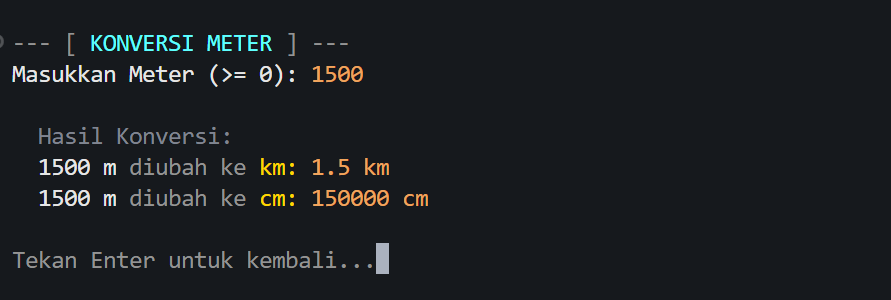 --- [ KONVERSI METER ] ---
Masukkan Meter (>= 0): 1500
Hasil Konversi:
1500 m diubah ke km: 1.5 km
1500 m diubah ke cm: 150000 cm
Tekan Enter untuk kembali...